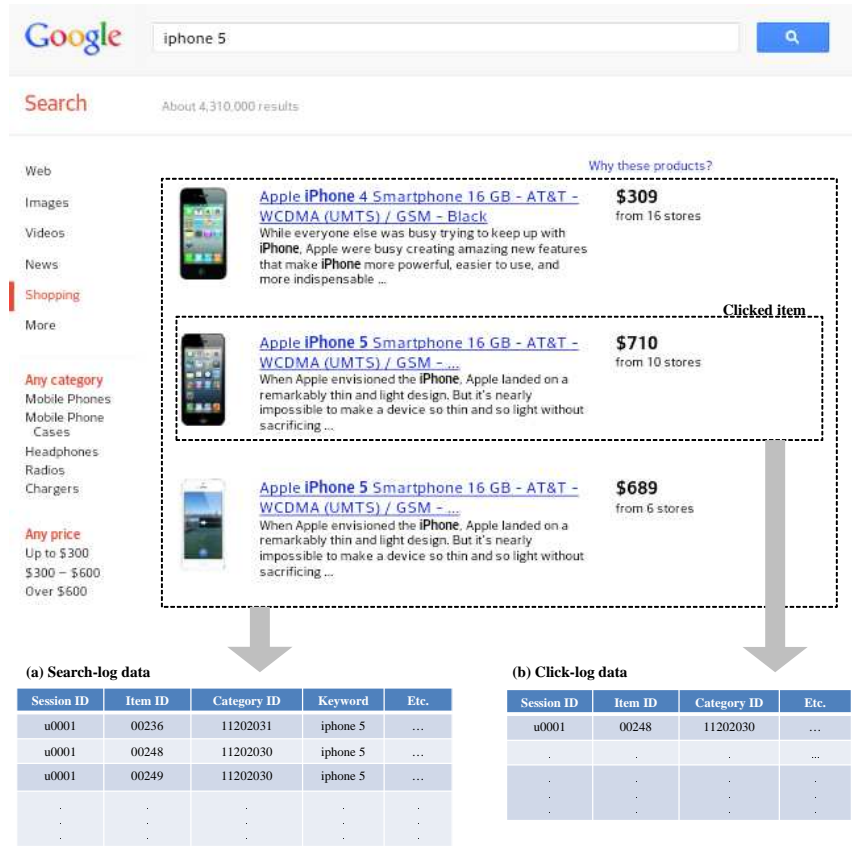 Google
iphone 5
Search
About 4,310,000 results
Web
Images
Videos
News
Shopping
More
Any category
Mobile Phones
Mobile Phone
Cases
Headphones
Radios
Chargers
Any price
Up to $300
$300 – $600
Over $600
Why these products?
Apple iPhone 4 Smartphone 16 GB - AT&T -
WCDMA (UMTS) / GSM - Black
While everyone else was busy trying to keep up with
iPhone, Apple were busy creating amazing new features
that make iPhone more powerful, easier to use, and
more indispensable ...
$309
from 16 stores
Clicked item
Apple iPhone 5 Smartphone 16 GB - AT&T -
WCDMA (UMTS) / GSM - ...
When Apple envisioned the iPhone, Apple landed on a
remarkably thin and light design. But it's nearly
impossible to make a device so thin and so light without
sacrificing ...
$710
from 10 stores
Apple iPhone 5 Smartphone 16 GB - AT&T -
WCDMA (UMTS) / GSM - ...
When Apple envisioned the iPhone, Apple landed on a
remarkably thin and light design. But it's nearly
impossible to make a device so thin and so light without
sacrificing ...
$689
from 6 stores
(a) Search-log data
Session ID Item ID Category ID Keyword Etc.
u0001 00236 11202031 iphone 5 ...
u0001 00248 11202030 iphone 5 ...
u0001 00249 11202030 iphone 5 ...
. . . . .
. . . . .
. . . . .
(b) Click-log data
Session ID Item ID Category ID Etc.
u0001 00248 11202030 ...
. . . ...
. . . .
. . . .
. . . .